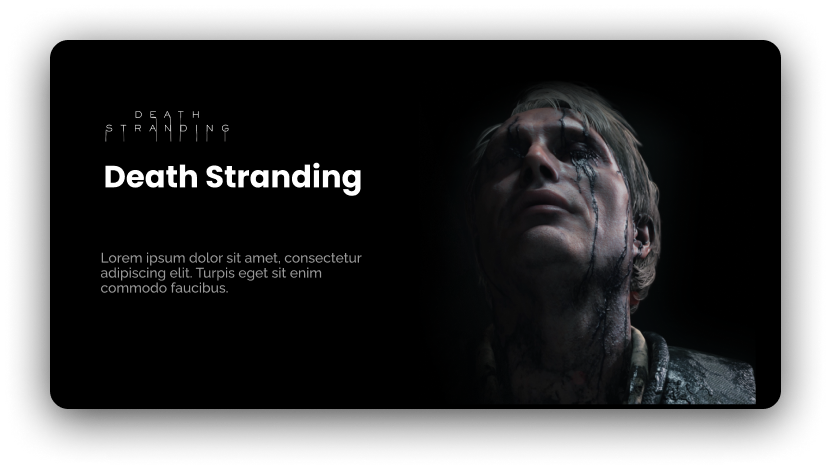 DEATH
STRANDING
Death Stranding
Lorem ipsum dolor sit amet, consectetur
adipiscing elit. Turpis eget sit enim
commodo faucibus.